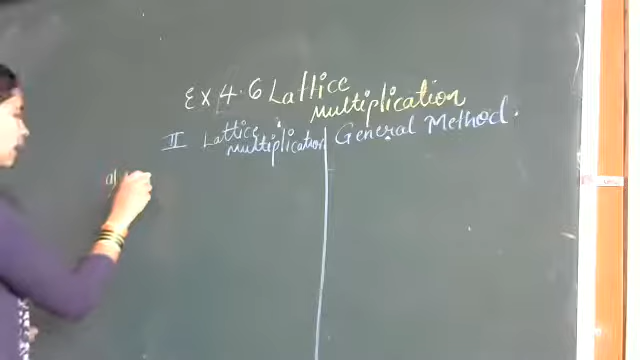 Ex 4.6 Lattice
multiplication
II Lattice
multiplication
General Method.